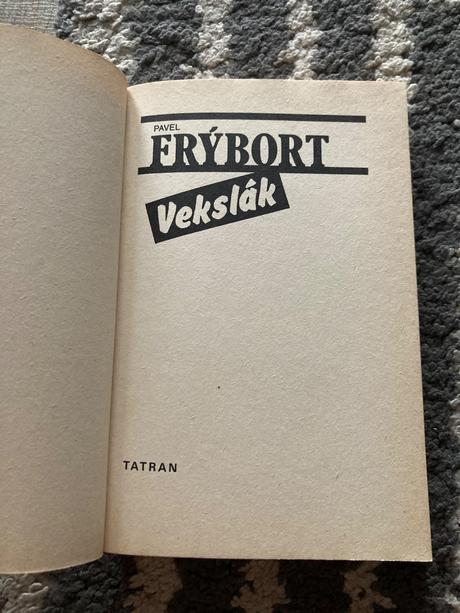 PAVEL
FRÝBORT
Vekslák
TATRAN